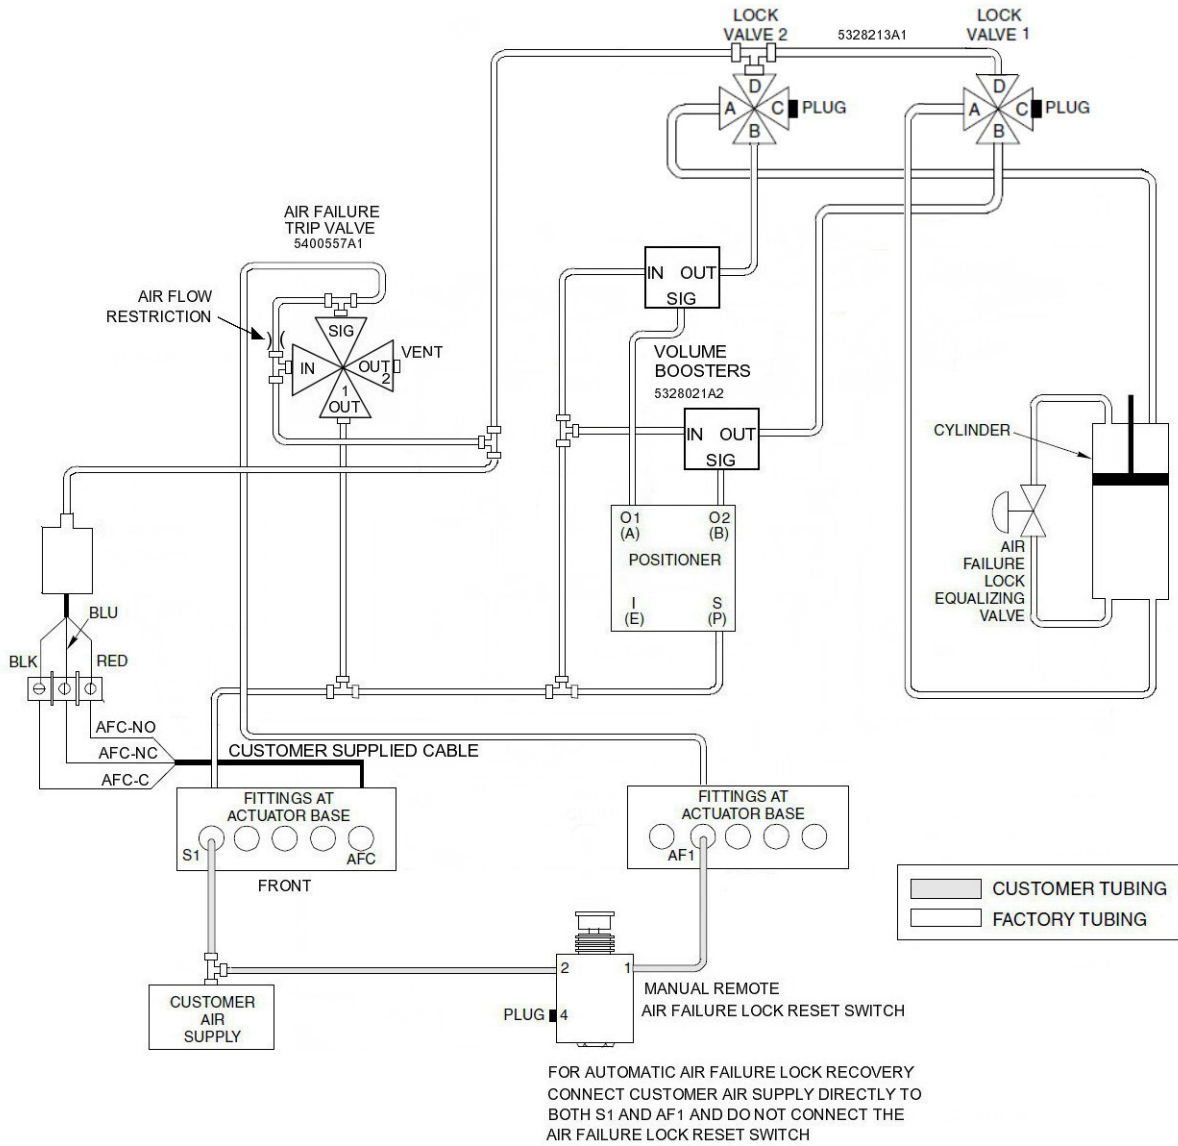 LOCK
VALVE 2
5328213A1
LOCK
VALVE 1
D
A
C
B
PLUG
D
A
C
B
PLUG
AIR FAILURE
TRIP VALVE
5400557A1
AIR FLOW
RESTRICTION
SIG
IN
OUT
2
VENT
1
OUT
IN OUT
SIG
VOLUME
BOOSTERS
5328021A2
IN OUT
SIG
O1
(A)
O2
(B)
POSITIONER
I
(E)
S
(P)
CYLINDER
AIR
FAILURE
LOCK
EQUALIZING
VALVE
BLU
BLK
RED
AFC-NO
AFC-NC
AFC-C
CUSTOMER SUPPLIED CABLE
FITTINGS AT
ACTUATOR BASE
S1
AFC
FRONT
FITTINGS AT
ACTUATOR BASE
AF1
CUSTOMER TUBING
FACTORY TUBING
CUSTOMER
AIR
SUPPLY
2
1
PLUG
4
MANUAL REMOTE
AIR FAILURE LOCK RESET SWITCH
FOR AUTOMATIC AIR FAILURE LOCK RECOVERY
CONNECT CUSTOMER AIR SUPPLY DIRECTLY TO
BOTH S1 AND AF1 AND DO NOT CONNECT THE
AIR FAILURE LOCK RESET SWITCH